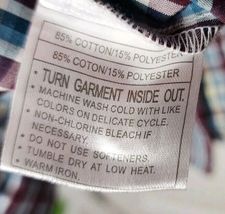 85% COTTON/15% POLYESTER
85% COTTON/15% POLYESTER
• TURN GARMENT INSIDE OUT.
• MACHINE WASH COLD WITH LIKE
COLORS ON DELICATE CYCLE.
• NON-CHLORINE BLEACH IF
NECESSARY.
• DO NOT USE SOFTENERS.
• TUMBLE DRY AT LOW HEAT.
• WARM IRON.